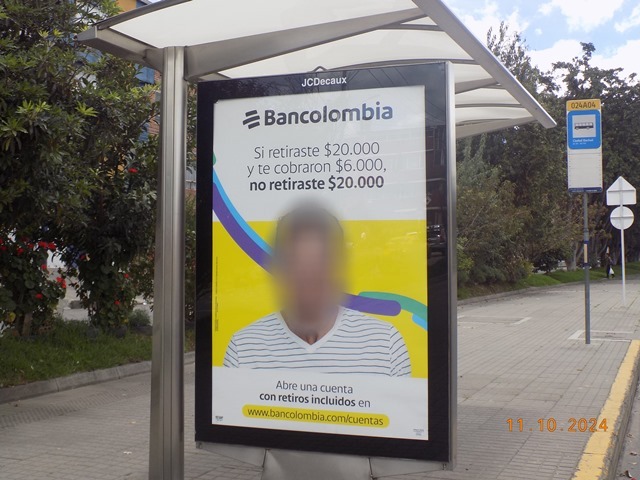 JCDecaux
Bancolombia
Si retiraste $20.000
y te cobraron $6.000,
no retiraste $20.000
Abre una cuenta
con retiros incluidos en
www.bancolombia.com/cuentas
024A04
11.10.2024